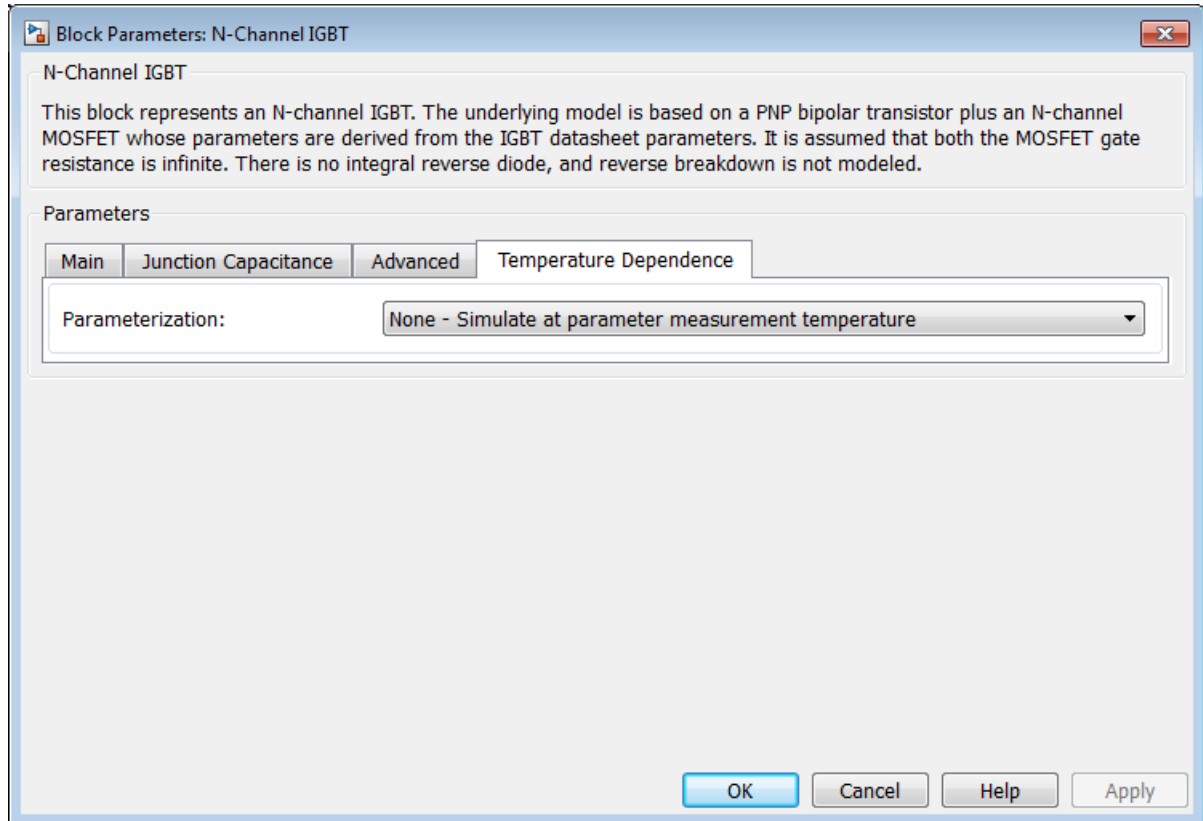 Block Parameters: N-Channel IGBT
N-Channel IGBT
This block represents an N-channel IGBT. The underlying model is based on a PNP bipolar transistor plus an N-channel
MOSFET whose parameters are derived from the IGBT datasheet parameters. It is assumed that both the MOSFET gate
resistance is infinite. There is no integral reverse diode, and reverse breakdown is not modeled.
Parameters
Main Junction Capacitance Advanced Temperature Dependence
Parameterization: None - Simulate at parameter measurement temperature
OK Cancel Help Apply